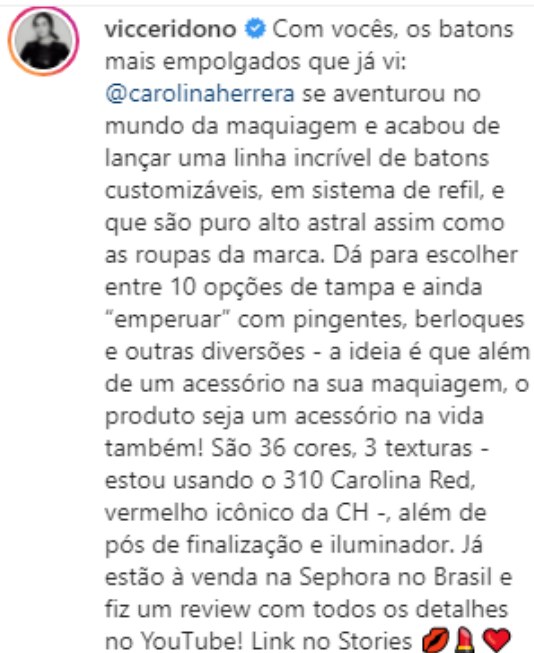 vicceridono Com vocês, os batons
mais empolgados que já vi:
@carolinaherrera se aventurou no
mundo da maquiagem e acabou de
lançar uma linha incrível de batons
customizáveis, em sistema de refil, e
que são puro alto astral assim como
as roupas da marca. Dá para escolher
entre 10 opções de tampa e ainda
“emperuar” com pingentes, berloques
e outras diversões - a ideia é que além
de um acessório na sua maquiagem, o
produto seja um acessório na vida
também! São 36 cores, 3 texturas -
estou usando o 310 Carolina Red,
vermelho icônico da CH -, além de
pós de finalização e iluminador. Já
estão à venda na Sephora no Brasil e
fiz um review com todos os detalhes
no YouTube! Link no Stories 💋💄❤️